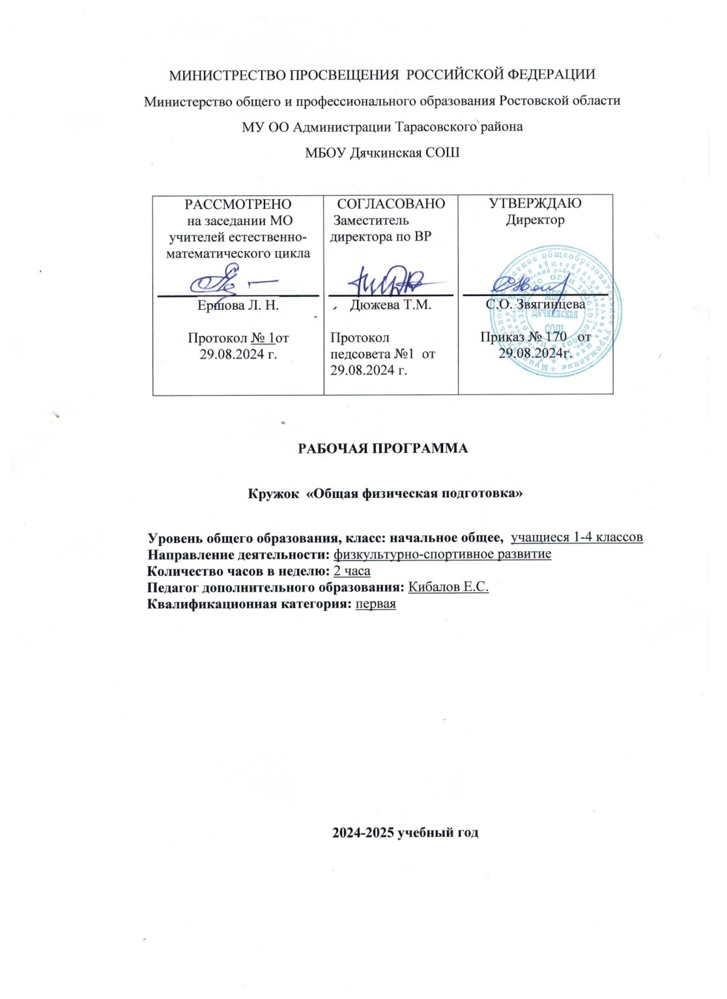 МИНИСТРЕСТВО ПРОСВЕЩЕНИЯ РОССИЙСКОЙ ФЕДЕРАЦИИ
Министерство общего и профессионального образования Ростовской области
МУ ОО Администрации Тарасовского района
МБОУ Дячкинская СОШ
РАССМОТРЕНО
на заседании МО
учителей естественно-
математического цикла
Ершова Л. Н.
Протокол № 1от
29.08.2024 г.
СОГЛАСОВАНО
Заместитель
директора по ВР
Дюжева Т.М.
Протокол
педсовета №1 от
29.08.2024 г.
УТВЕРЖДАЮ
Директор
С.О. Звягинцева
Приказ № 170 от
29.08.2024г.
МБОУ
Дячкинская
СОШ
РАБОЧАЯ ПРОГРАММА
Кружок «Общая физическая подготовка»
Уровень общего образования, класс: начальное общее, учащиеся 1-4 классов
Направление деятельности: физкультурно-спортивное развитие
Количество часов в неделю: 2 часа
Педагог дополнительного образования: Кибалов Е.С.
Квалификационная категория: первая
2024-2025 учебный год